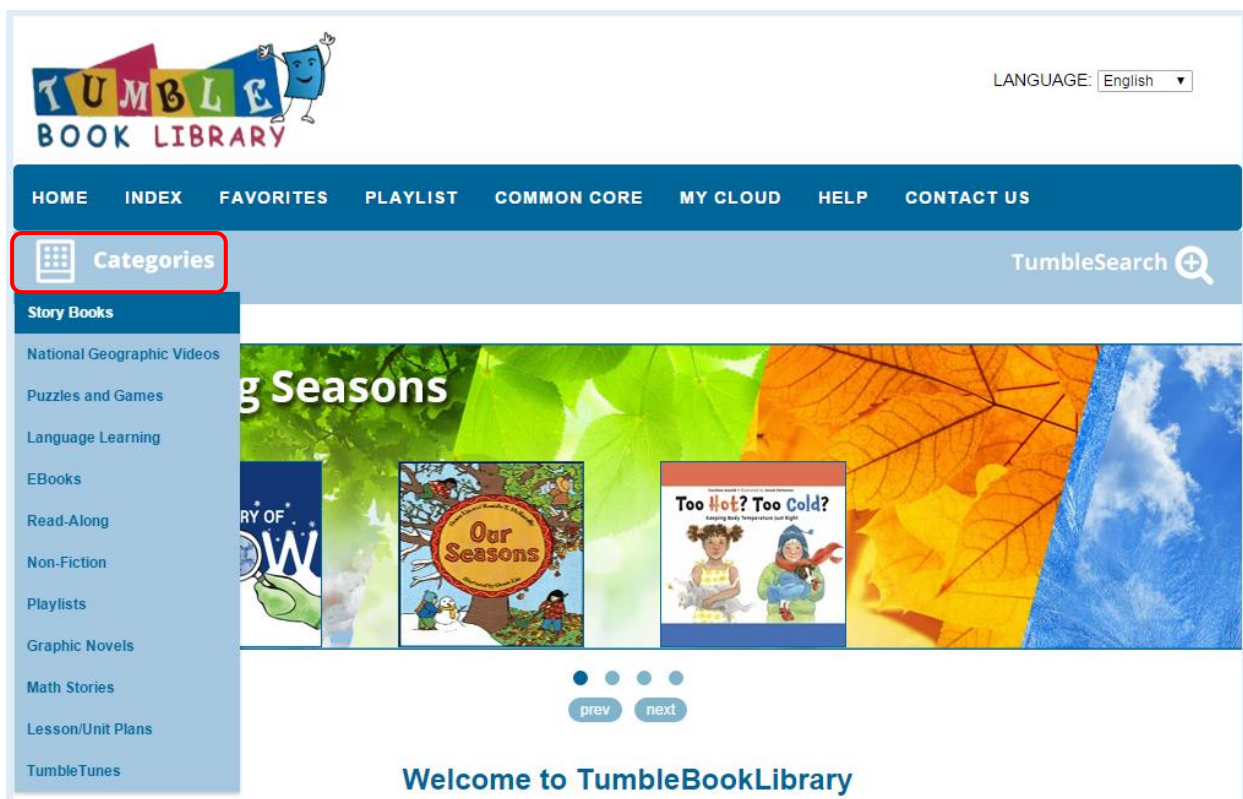 TUMBLE
BOOK LIBRARY
LANGUAGE: English
HOME INDEX FAVORITES PLAYLIST COMMON CORE MY CLOUD HELP CONTACT US
Categories
TumbleSearch
Story Books
National Geographic Videos
Puzzles and Games
Language Learning
EBooks
Read-Along
Non-Fiction
Playlists
Graphic Novels
Math Stories
Lesson/Unit Plans
TumbleTunes
g Seasons
RY OF
OW
Our
Seasons
Too Hot? Too Cold?
Keeping Body Temperature Just Right
prev next
Welcome to TumbleBookLibrary